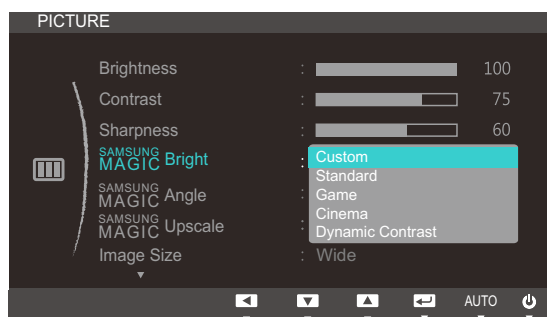 PICTURE
Brightness : 100
Contrast : 75
Sharpness : 60
SAMSUNG MAGIC Bright : Custom
Standard
SAMSUNG MAGIC Angle : Game
Cinema
SAMSUNG MAGIC Upscale : Dynamic Contrast
Image Size : Wide
AUTO